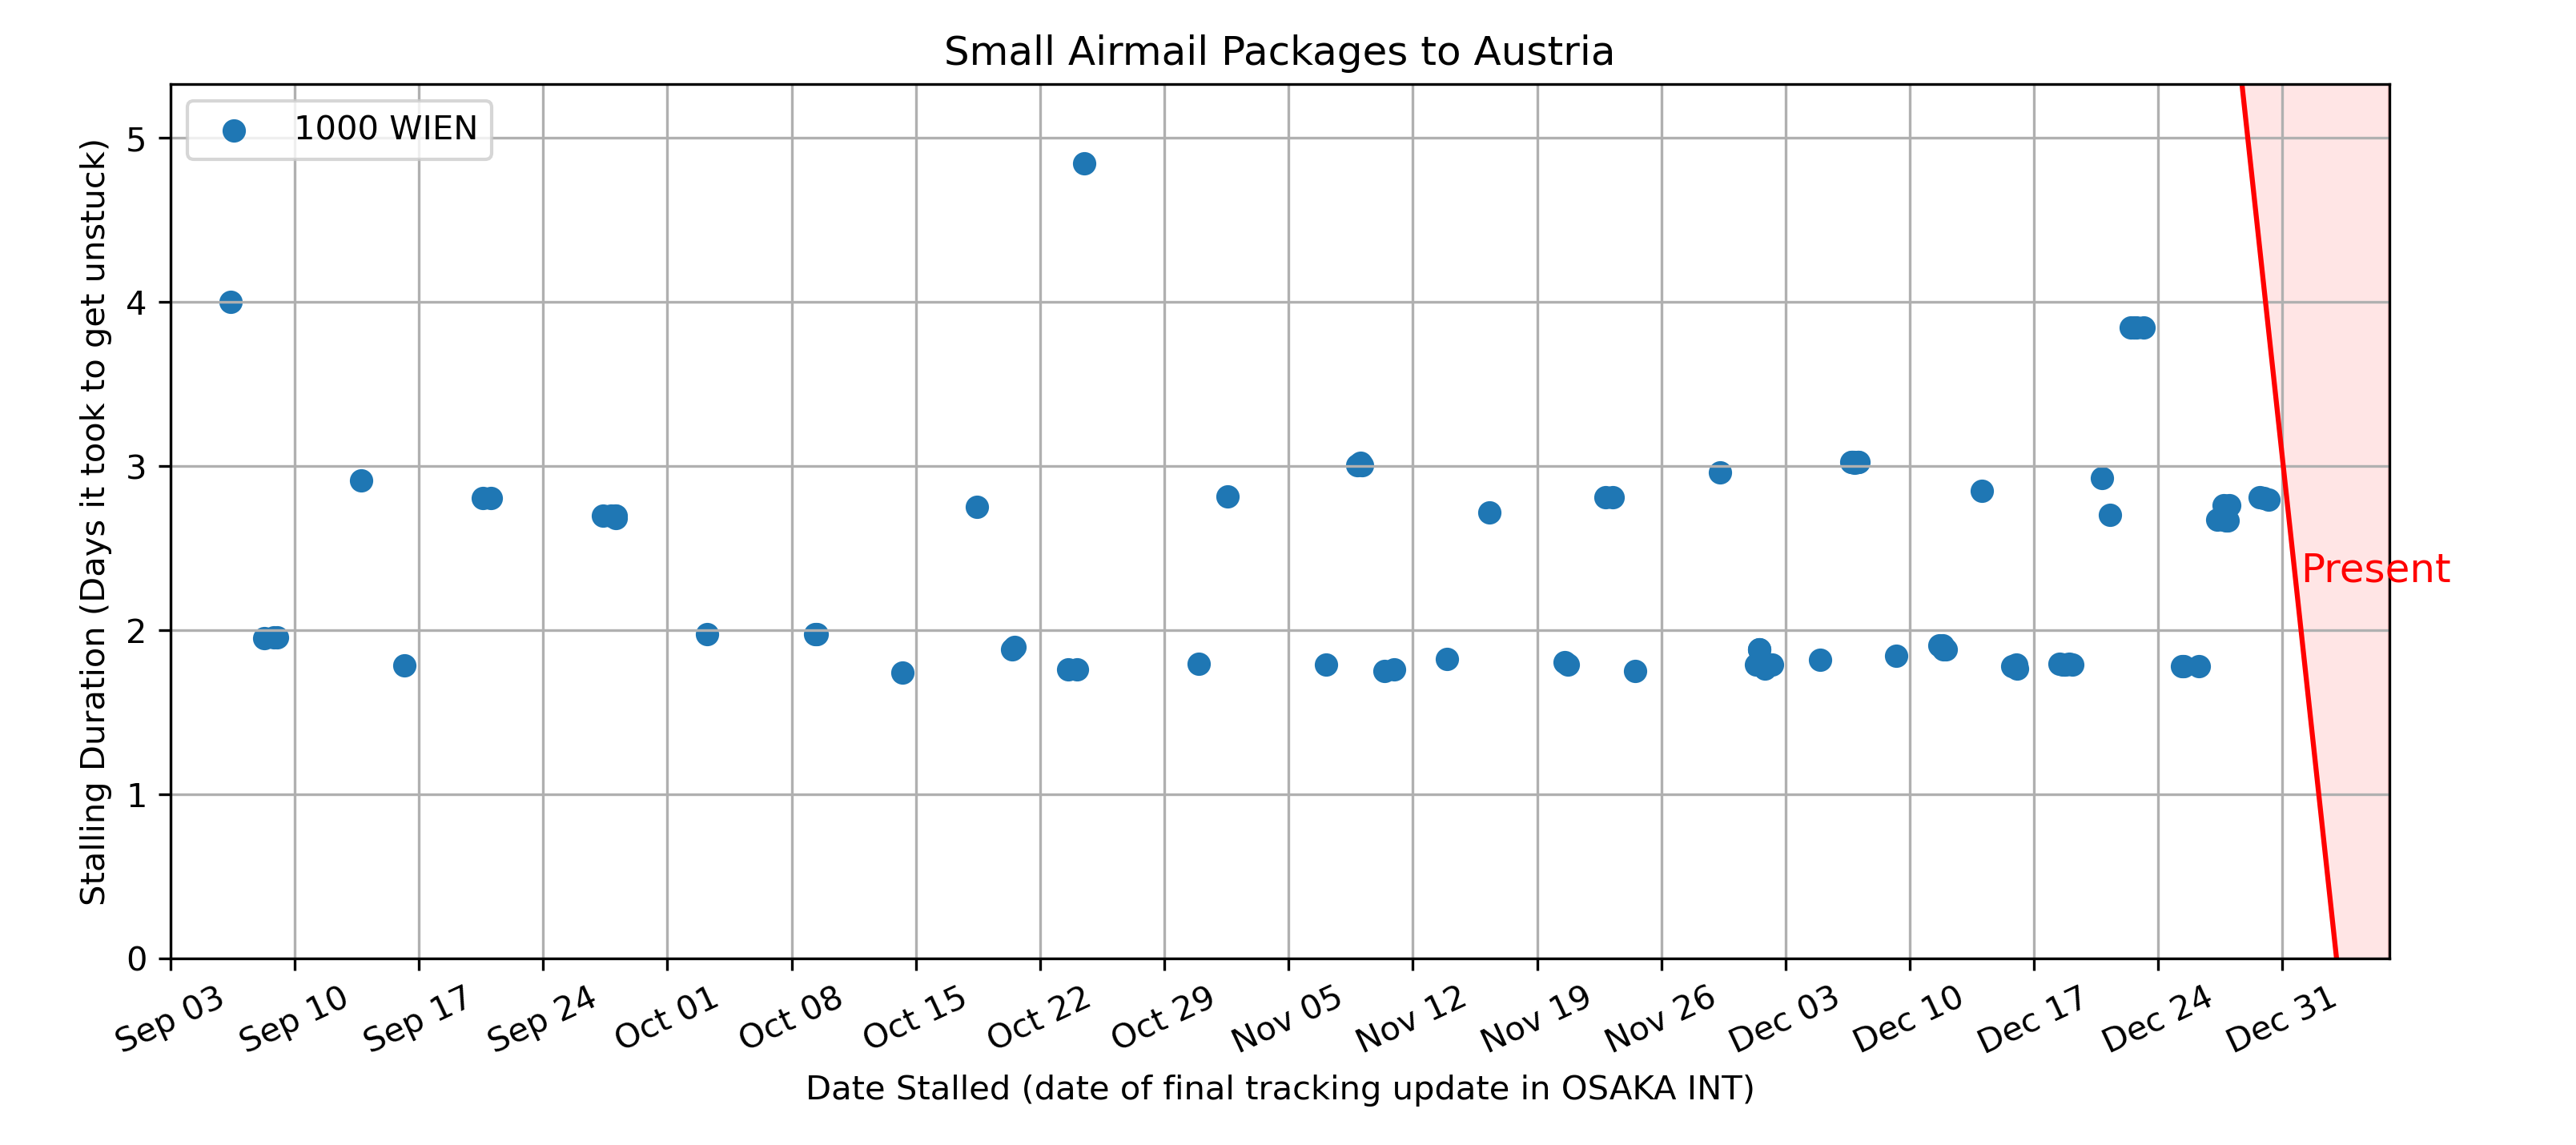 Small Airmail Packages to Austria
1000 WIEN
Stalling Duration (Days it took to get unstuck)
5
4
3
2
1
0
Present
Sep 03
Sep 10
Sep 17
Sep 24
Oct 01
Oct 08
Oct 15
Oct 22
Oct 29
Nov 05
Nov 12
Nov 19
Nov 26
Dec 03
Dec 10
Dec 17
Dec 24
Dec 31
Date Stalled (date of final tracking update in OSAKA INT)